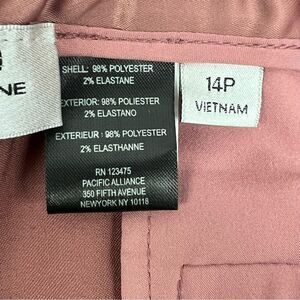 NE
SHELL: 98% POLYESTER
2% ELASTANE
EXTERIOR: 98% POLIESTER
2% ELASTANO
EXTERIEUR : 98% POLYESTER
2% ELASTHANNE
RN 123475
PACIFIC ALLIANCE
350 FIFTH AVENUE
NEWYORK NY 10118
14P
VIETNAM